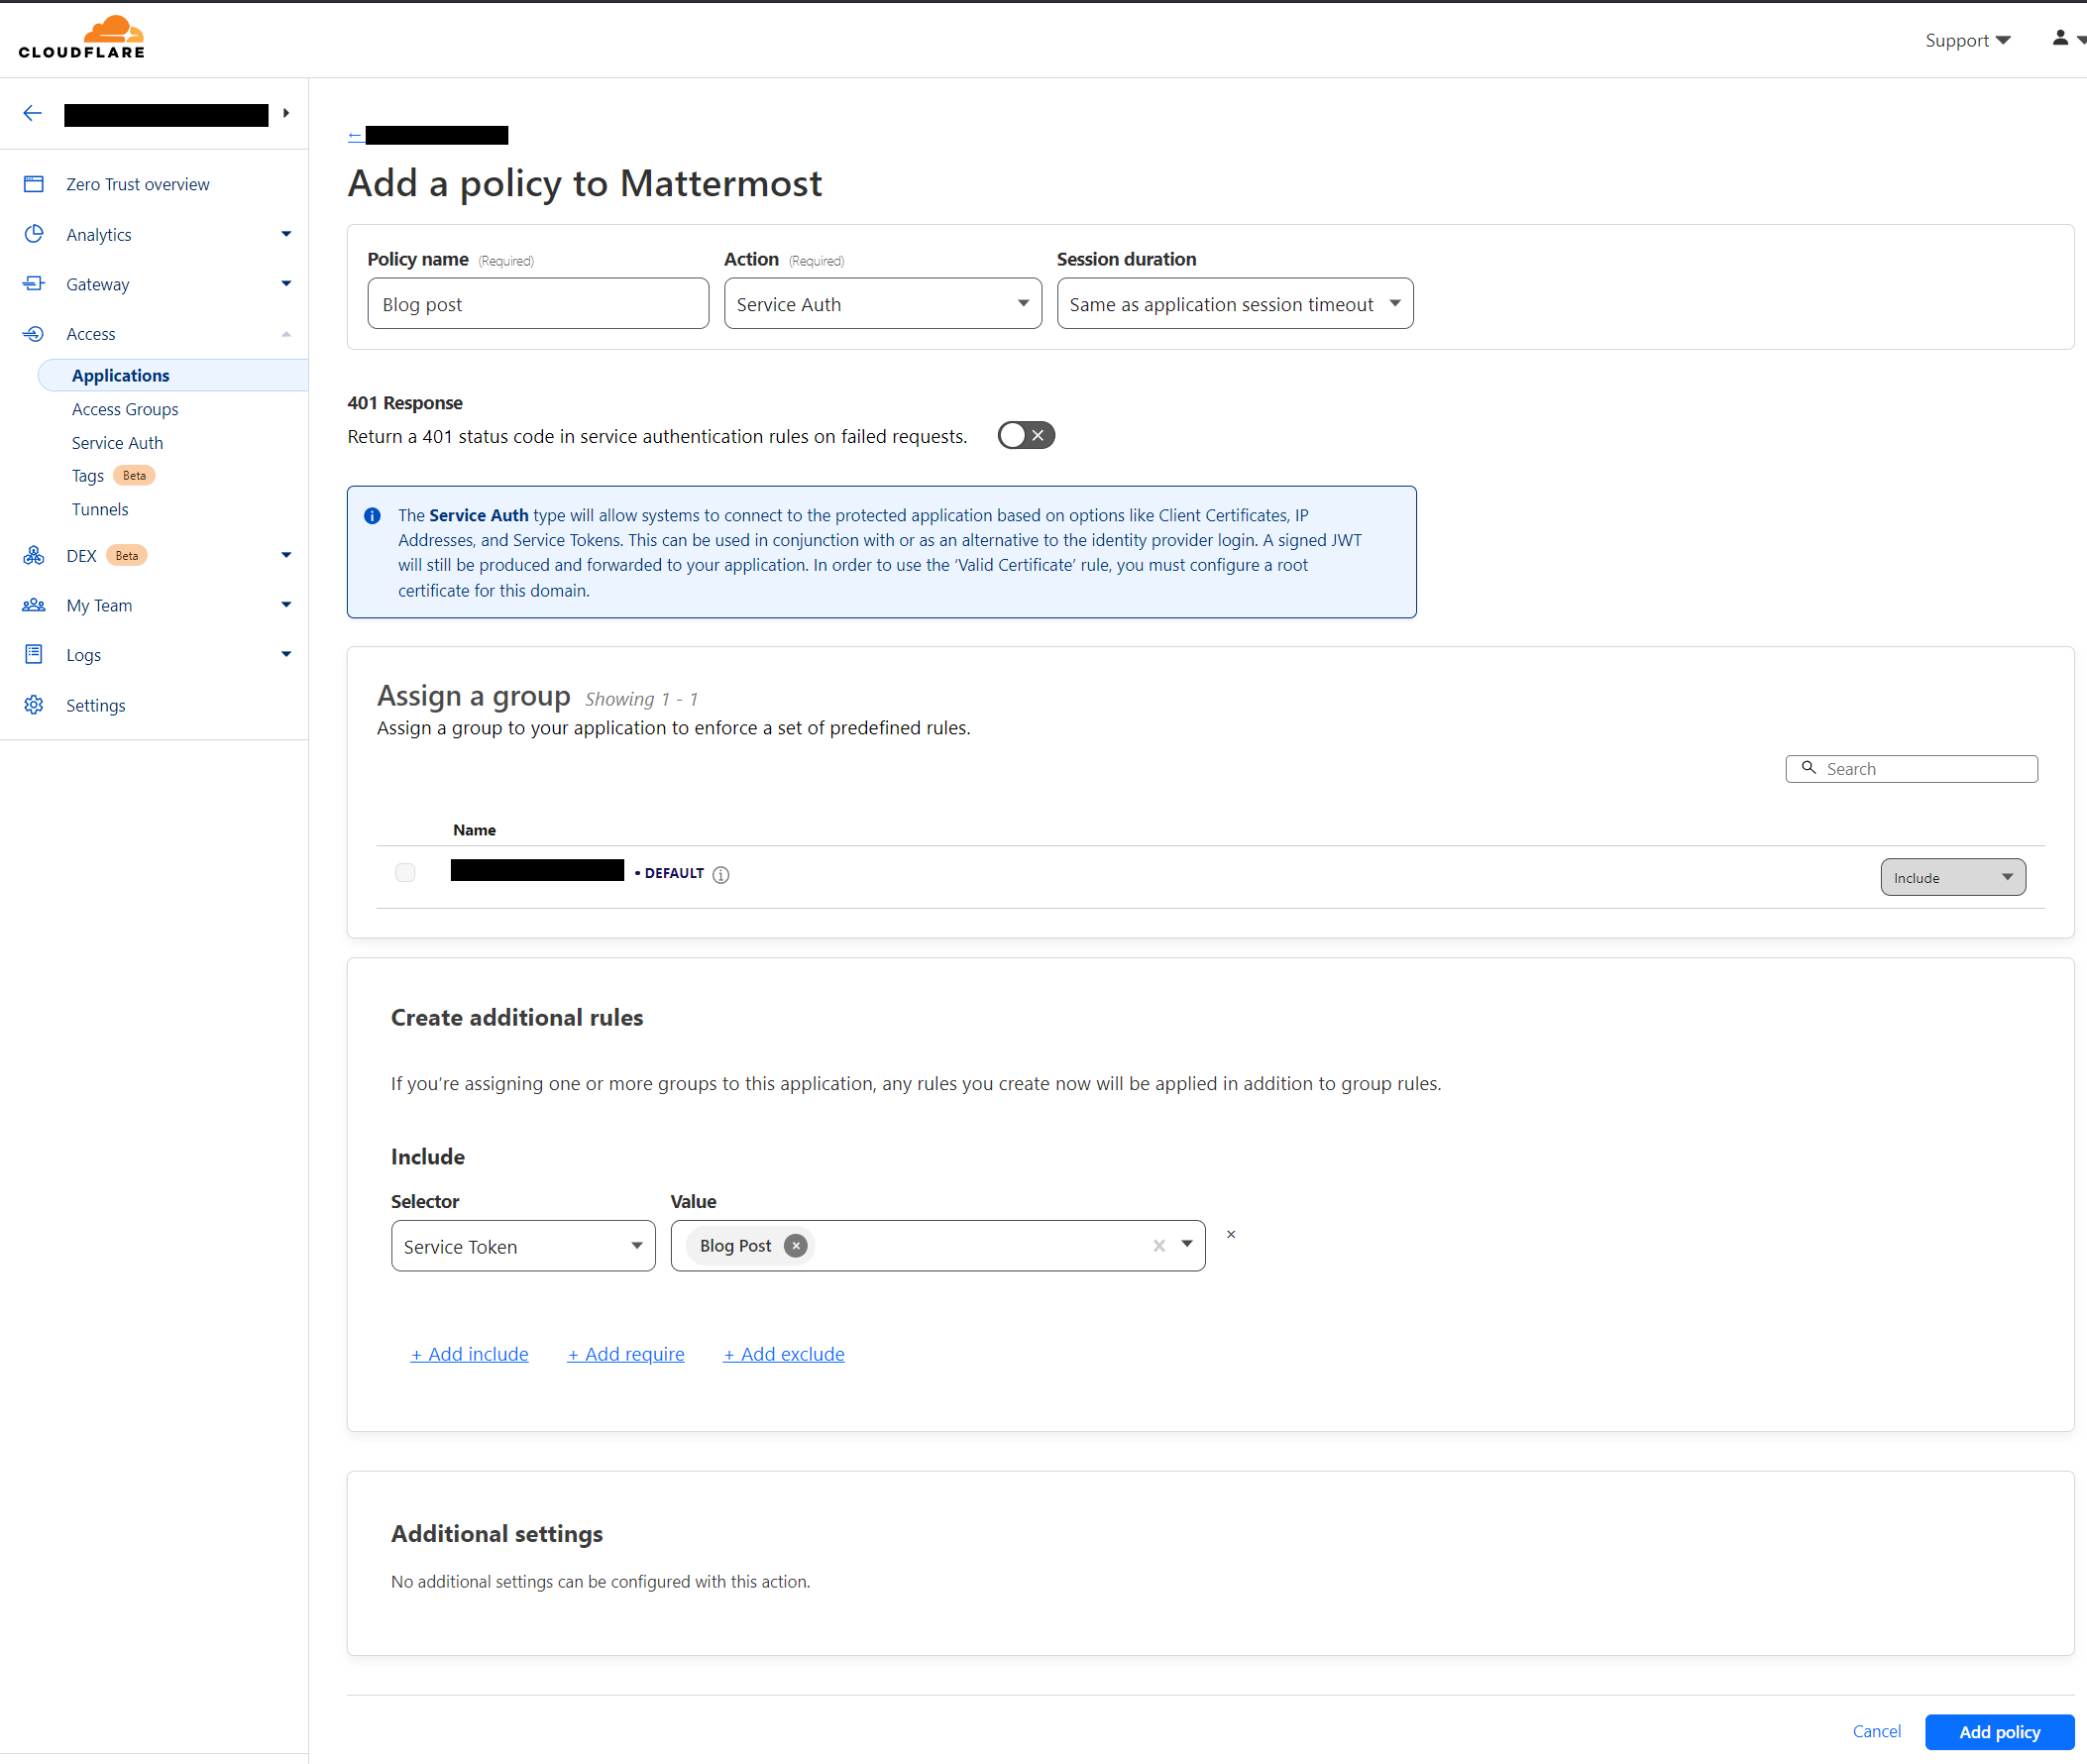 CLOUDFLARE
Support
Zero Trust overview
Analytics
Gateway
Access
Applications
Access Groups
Service Auth
Tags Beta
Tunnels
DEX Beta
My Team
Logs
Settings
←
Add a policy to Mattermost
Policy name (Required)
Blog post
Action (Required)
Service Auth
Session duration
Same as application session timeout
401 Response
Return a 401 status code in service authentication rules on failed requests.
The Service Auth type will allow systems to connect to the protected application based on options like Client Certificates, IP
Addresses, and Service Tokens. This can be used in conjunction with or as an alternative to the identity provider login. A signed JWT
will still be produced and forwarded to your application. In order to use the ‘Valid Certificate’ rule, you must configure a root
certificate for this domain.
Assign a group Showing 1 - 1
Assign a group to your application to enforce a set of predefined rules.
Search
Name
• DEFAULT
Include
Create additional rules
If you’re assigning one or more groups to this application, any rules you create now will be applied in addition to group rules.
Include
Selector
Service Token
Value
Blog Post
+ Add include + Add require + Add exclude
Additional settings
No additional settings can be configured with this action.
Cancel
Add policy